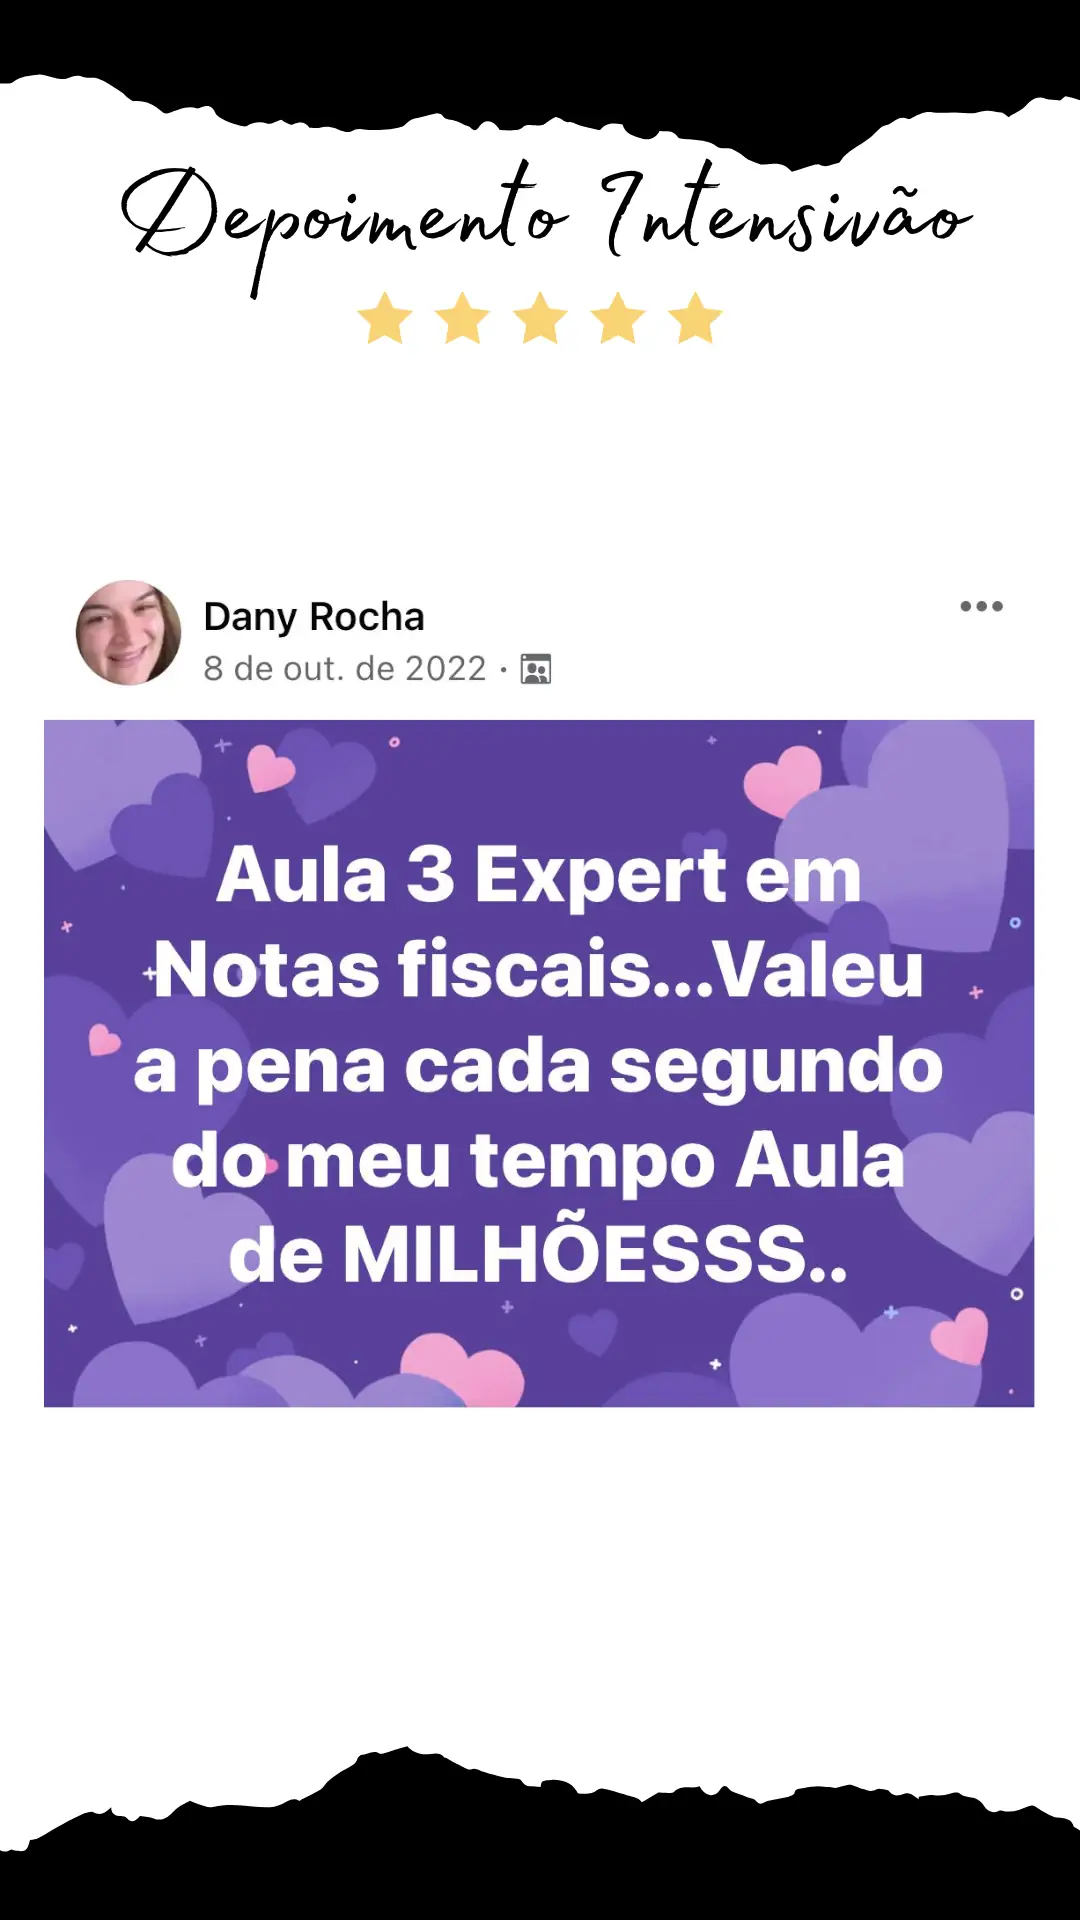 Depoimento Intensivão
Dany Rocha
8 de out. de 2022 ·
Aula 3 Expert em
Notas fiscais...Valeu
a pena cada segundo
do meu tempo Aula
de MILHÕESSS..